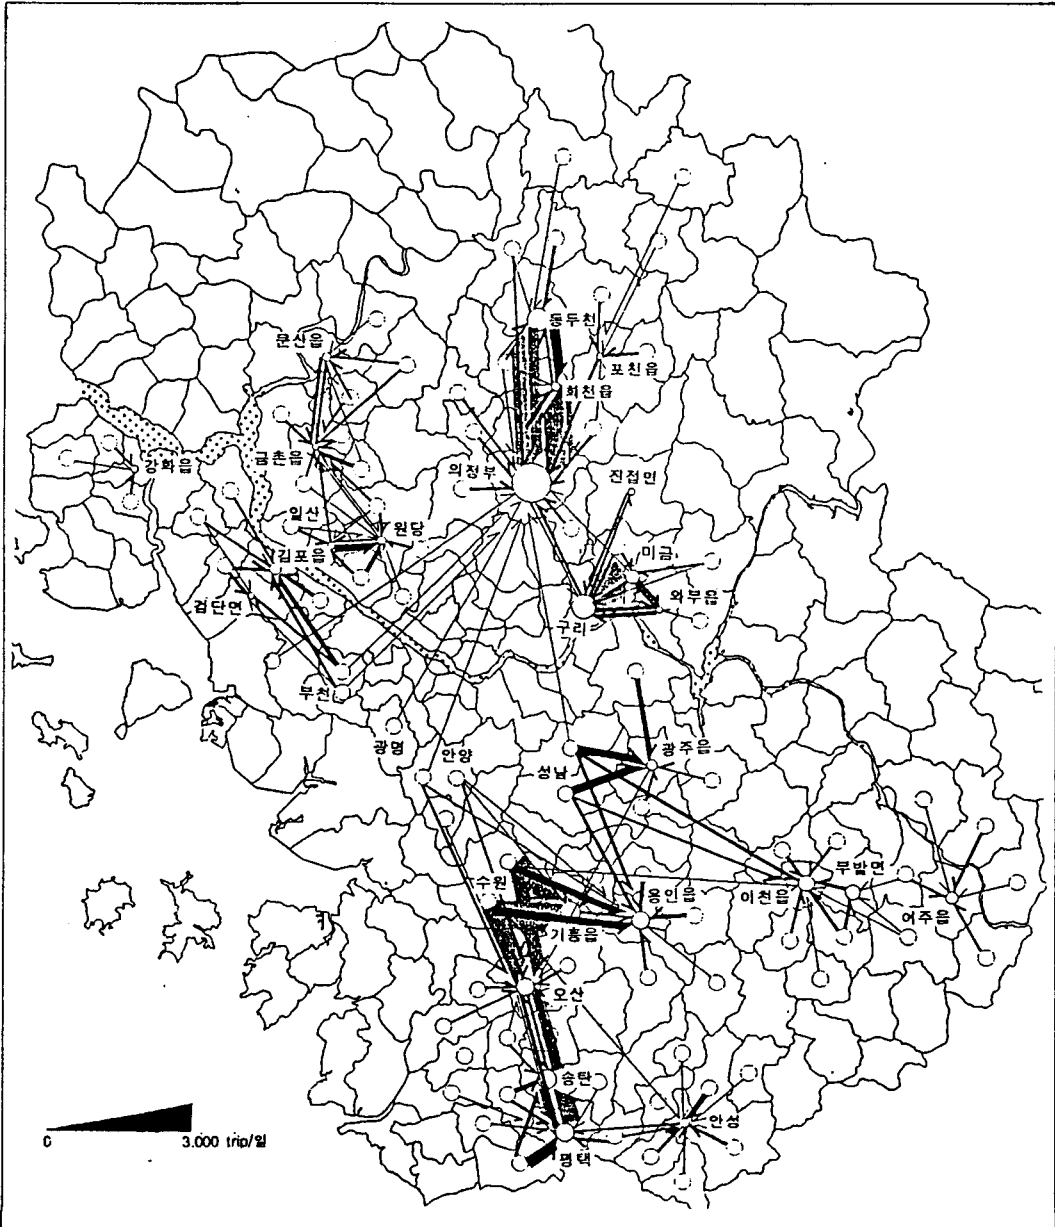 동두천
문산읍
포천읍
회천읍
금촌읍
강화읍
의정부
진접면
일산
원당
김포읍
미금
와부읍
검단면
구리
부천
광명
안양
성남
광주읍
부발면
수원
용인읍
이천읍
여주읍
기흥읍
오산
송탄
안성
평택
0
3.000 trip/일